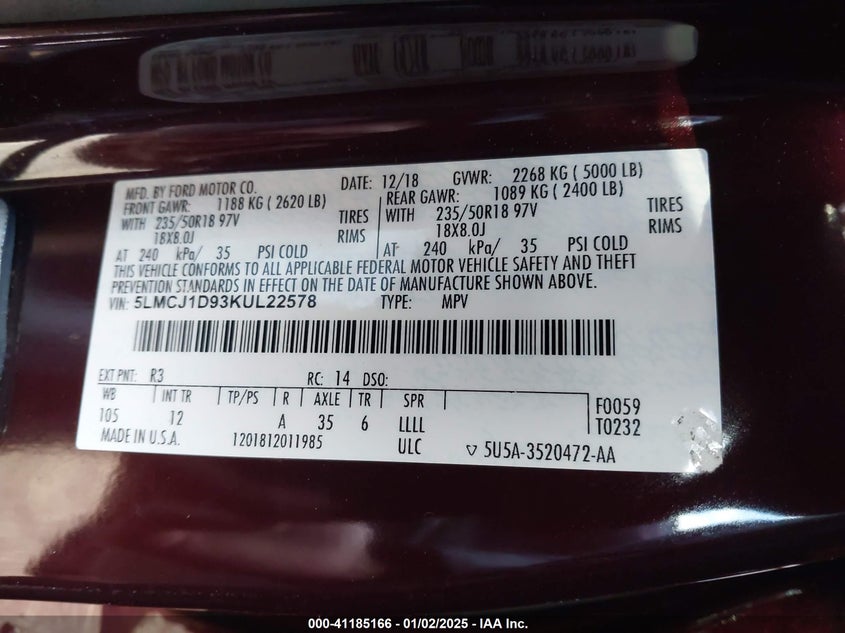 MFD. BY FORD MOTOR CO. DATE: 12/18 GVWR: 2268 KG ( 5000 LB)
FRONT GAWR: 1188 KG ( 2620 LB) REAR GAWR: 1089 KG ( 2400 LB)
WITH 235/50R18 97V TIRES WITH 235/50R18 97V TIRES
18X8.0J RIMS 18X8.0J RIMS
AT 240 kPa/ 35 PSI COLD AT 240 kPa/ 35 PSI COLD
THIS VEHICLE CONFORMS TO ALL APPLICABLE FEDERAL MOTOR VEHICLE SAFETY AND THEFT
PREVENTION STANDARDS IN EFFECT ON THE DATE OF MANUFACTURE SHOWN ABOVE.
VIN: 5LMCJ1D93KUL22578 TYPE: MPV
EXT PNT: R3 RC: 14 DSO:
WB INT TR TP/PS R AXLE TR SPR F0059
105 12 A 35 6 LLLL T0232
MADE IN U.S.A. 1201812011985 ULC ▽ 5U5A-3520472-AA
000-41185166 - 01/02/2025 - IAA Inc.